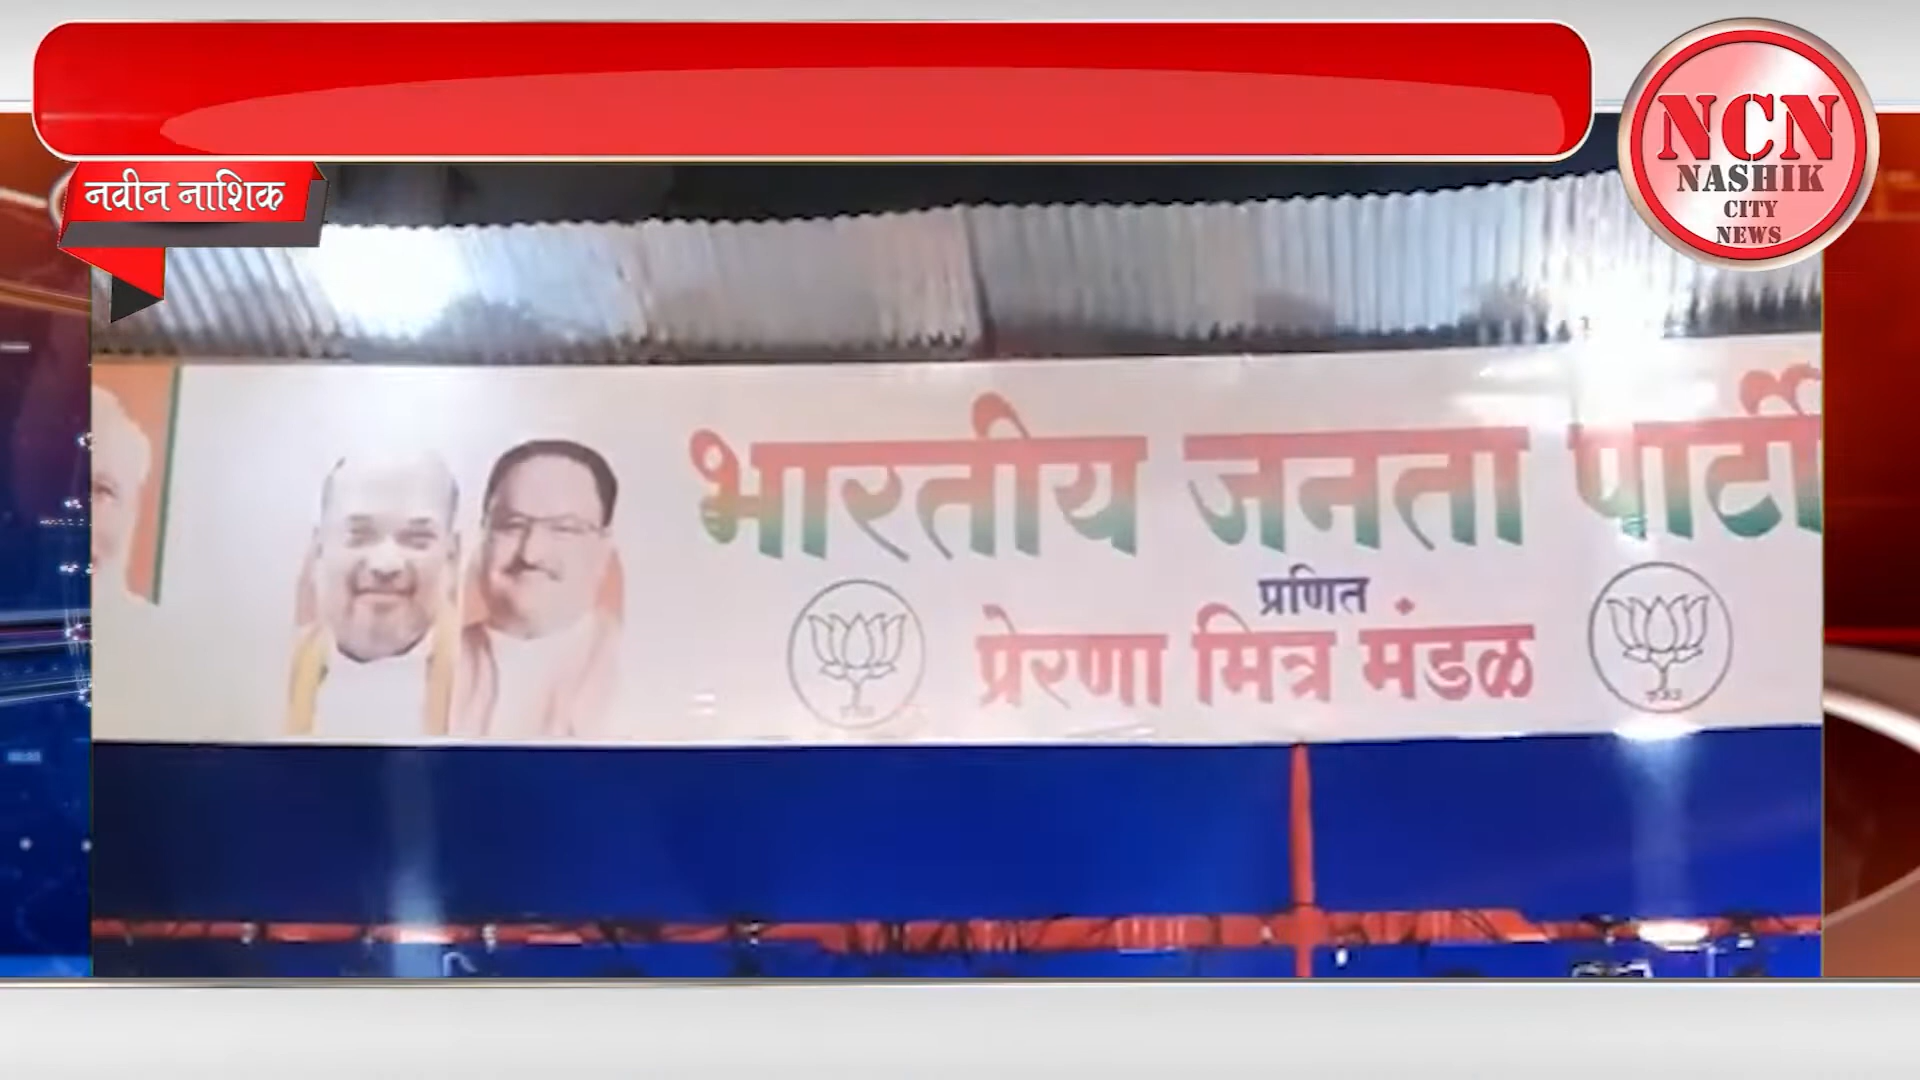 NCN
NASHIK
CITY
NEWS
नवीन नाशिक
भारतीय जनता पार्टी
प्रणित
प्रेरणा मित्र मंडळ